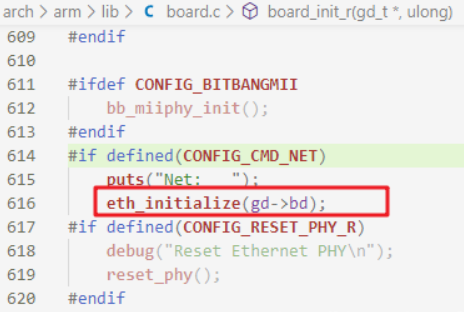 arch > arm > lib > C board.c > board_init_r(gd_t *, ulong)
609 #endif
610
611 #ifdef CONFIG_BITBANGMII
612 bb_miiphy_init();
613 #endif
614 #if defined(CONFIG_CMD_NET)
615 puts("Net:   ");
616 eth_initialize(gd->bd);
617 #if defined(CONFIG_RESET_PHY_R)
618 debug("Reset Ethernet PHY\n");
619 reset_phy();
620 #endif